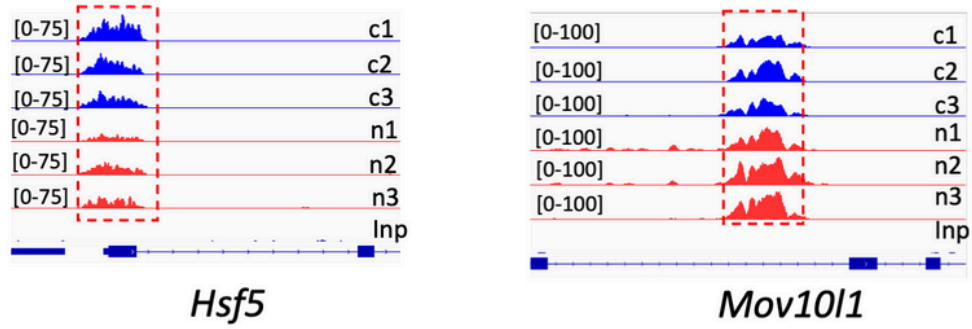 [0-75] c1
[0-75] c2
[0-75] c3
[0-75] n1
[0-75] n2
[0-75] n3
Inp
Hsf5
[0-100] c1
[0-100] c2
[0-100] c3
[0-100] n1
[0-100] n2
[0-100] n3
Inp
Mov10l1